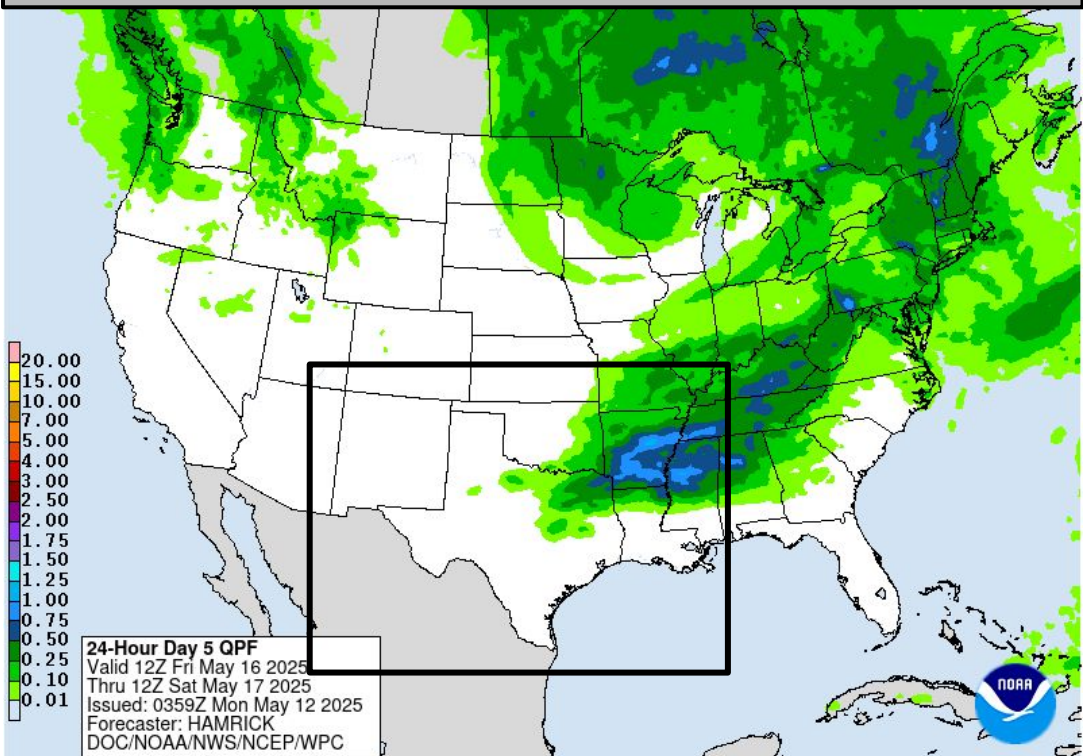 20.00
15.00
10.00
7.00
5.00
4.00
3.00
2.50
2.00
1.75
1.50
1.25
1.00
0.75
0.50
0.25
0.10
0.01
24-Hour Day 5 QPF
Valid 12Z Fri May 16 2025
Thru 12Z Sat May 17 2025
Issued: 0359Z Mon May 12 2025
Forecaster: HAMRICK
DOC/NOAA/NWS/NCEP/WPC
NOAA